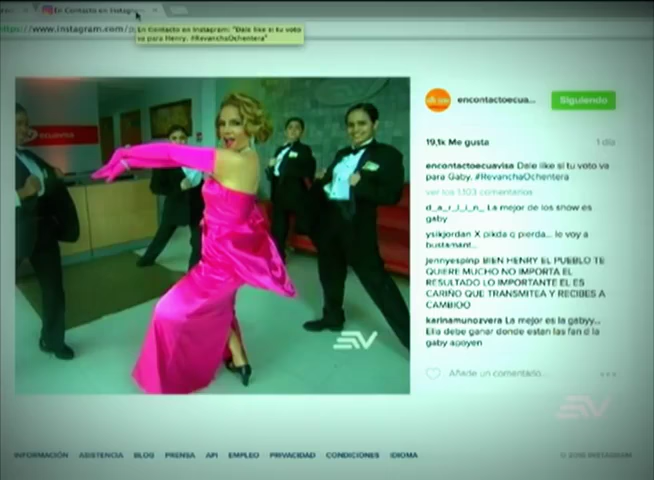 En Contacto en Instagram
https://www.instagram.com/p
En Contacto en Instagram: "Dale like si tu voto
va para Henry. #RevanchaOchentera"
ecuavisa
encontactoecua...
Siguiendo
19,1k Me gusta
1 día
encontactoecuavisa Dale like si tu voto va
para Gaby. #RevanchaOchentera
ver los 1.103 comentarios
d_a_r_l_i_n_ La mejor de los show es
gaby
ysikjordan X pikda q pierda... le voy a
bustamant...
jennyespinp BIEN HENRY EL PUEBLO TE
QUIERE MUCHO NO IMPORTA EL
RESULTADO LO IMPORTANTE EL ES
CARIÑO QUE TRANSMITEA Y RECIBES A
CAMBIOO
karinamunozvera La mejor es la gabyy...
Ella debe ganar donde estan las fan d la
gaby apoyen
Añade un comentario...
INFORMACIÓN ASISTENCIA BLOG PRENSA API EMPLEO PRIVACIDAD CONDICIONES IDIOMA
INSTAGRAM